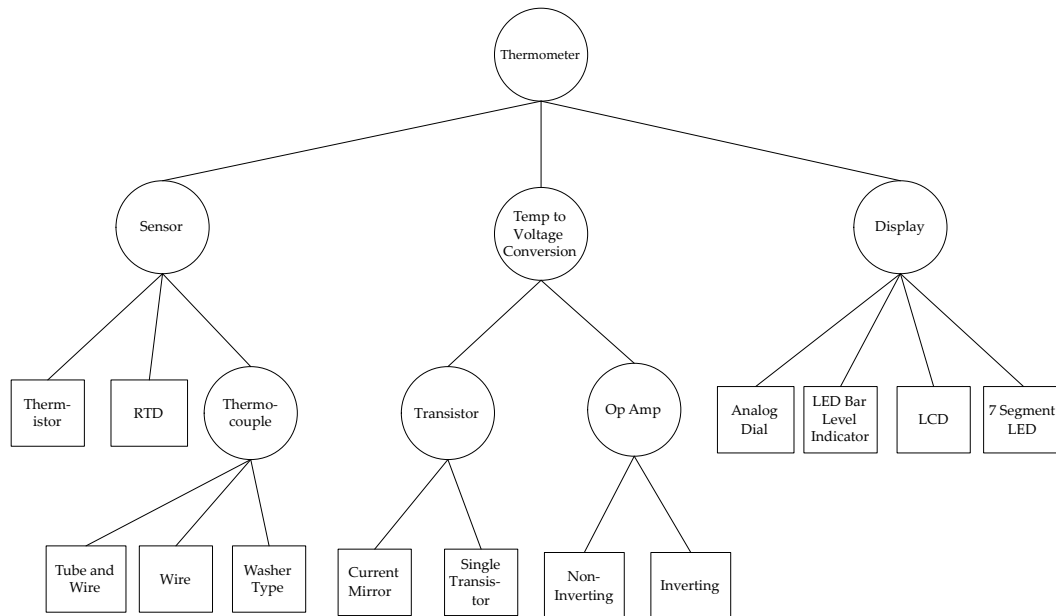 Thermometer
Sensor
Temp to
Voltage
Conversion
Display
Therm-
istor
RTD
Thermo-
couple
Transistor
Op Amp
Analog
Dial
LED Bar
Level
Indicator
LCD
7 Segment
LED
Tube and
Wire
Wire
Washer
Type
Current
Mirror
Single
Transis-
tor
Non-
Inverting
Inverting